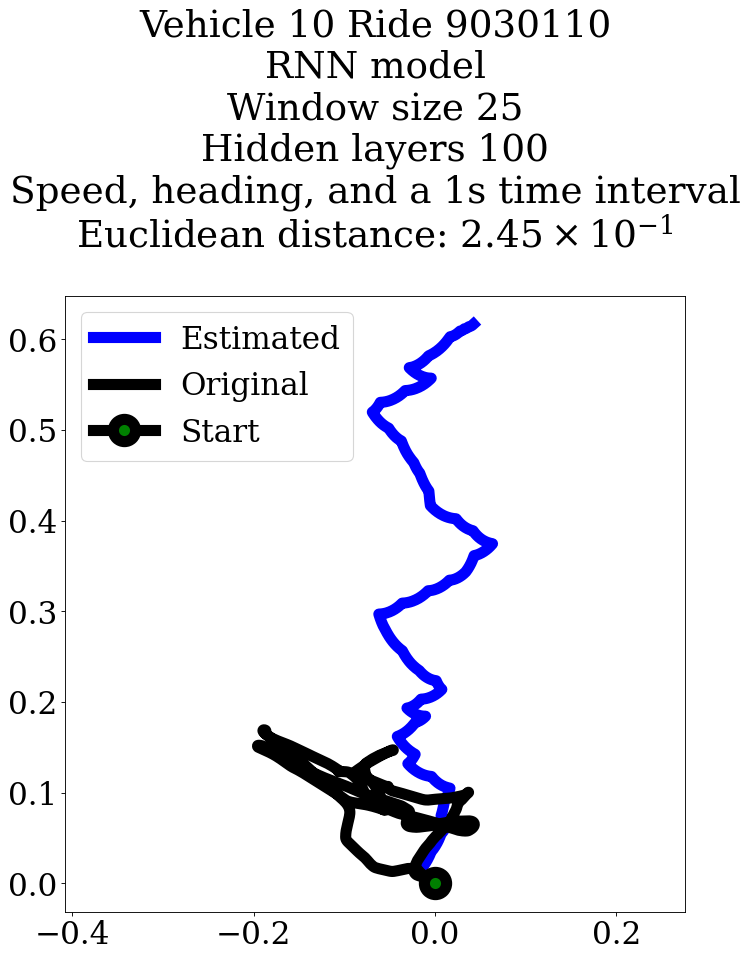 Vehicle 10 Ride 9030110
RNN model
Window size 25
Hidden layers 100
Speed, heading, and a 1s time interval
Euclidean distance: 2.45 × 10⁻¹
Estimated
Original
Start
0.6
0.5
0.4
0.3
0.2
0.1
0.0
−0.4 −0.2 0.0 0.2